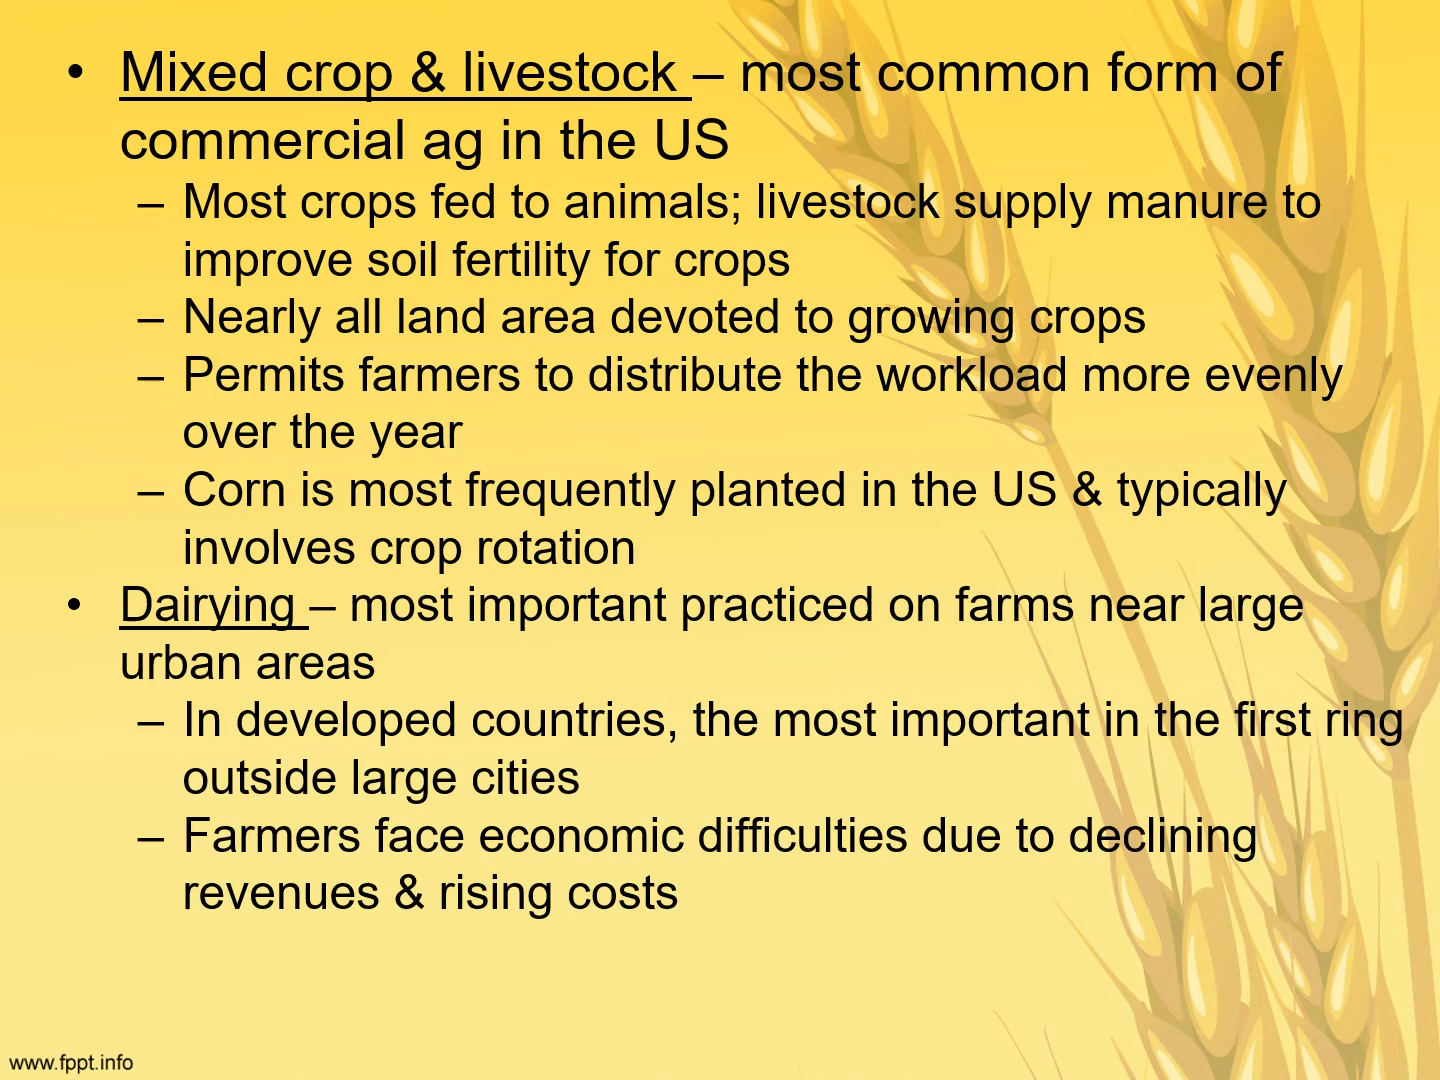 • Mixed crop & livestock – most common form of
commercial ag in the US
– Most crops fed to animals; livestock supply manure to
improve soil fertility for crops
– Nearly all land area devoted to growing crops
– Permits farmers to distribute the workload more evenly
over the year
– Corn is most frequently planted in the US & typically
involves crop rotation
• Dairying – most important practiced on farms near large
urban areas
– In developed countries, the most important in the first ring
outside large cities
– Farmers face economic difficulties due to declining
revenues & rising costs
www.fppt.info